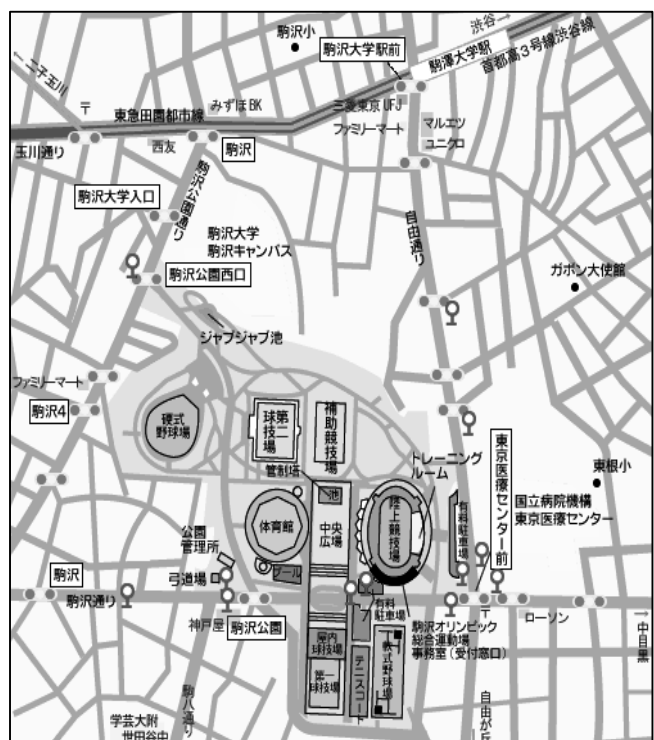 渋谷→
駒沢小
駒沢大学駅前
駒澤大学駅
首都高3号線渋谷線
←二子玉川
〒
みずほBK
三菱東京UFJ
東急田園都市線
ファミリーマート
マルエツ
ユニクロ
玉川通り
西友
駒沢
駒沢大学入口
駒沢公園通り
自由通り
駒沢大学
駒沢キャンパス
ガボン大使館
駒沢公園西口
ジャブジャブ池
ファミリーマート
駒沢4
硬式
野球場
第二
球技場
補助競技場
トレーニング
ルーム
東京医療センター前
東根小
管制塔
池
国立病院機構
東京医療センター
体育館
中央
広場
陸上競技場
有料駐車場
公園
管理所
プール
弓道場
駒沢
駒沢通り
神戸屋
駒沢公園
有料
駐車場
駒沢オリンピック
総合運動場
事務室(受付窓口)
〒
ローソン
→中目黒
屋内
球技場
第一
球技場
テニスコート
軟式野球場
駒八通り
自由が丘
学芸大附
世田谷中